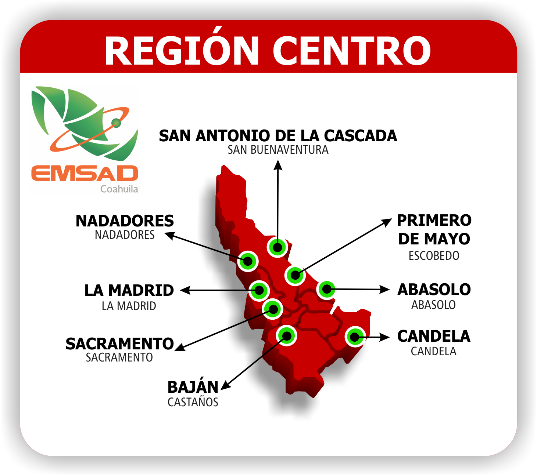 REGIÓN CENTRO
EMSAD
Coahuila
SAN ANTONIO DE LA CASCADA
SAN BUENAVENTURA
NADADORES
NADADORES
PRIMERO
DE MAYO
ESCOBEDO
LA MADRID
LA MADRID
ABASOLO
ABASOLO
SACRAMENTO
SACRAMENTO
CANDELA
CANDELA
BAJÁN
CASTAÑOS